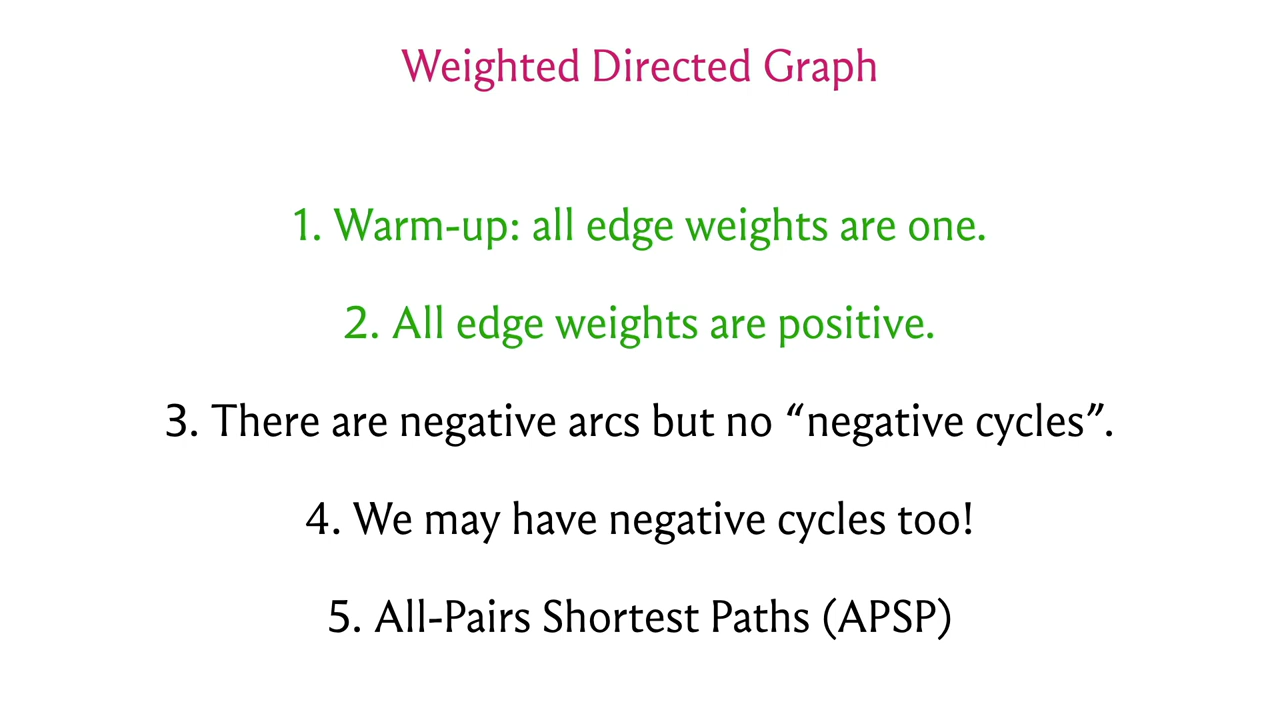 Weighted Directed Graph
1. Warm-up: all edge weights are one.
2. All edge weights are positive.
3. There are negative arcs but no “negative cycles”.
4. We may have negative cycles too!
5. All-Pairs Shortest Paths (APSP)